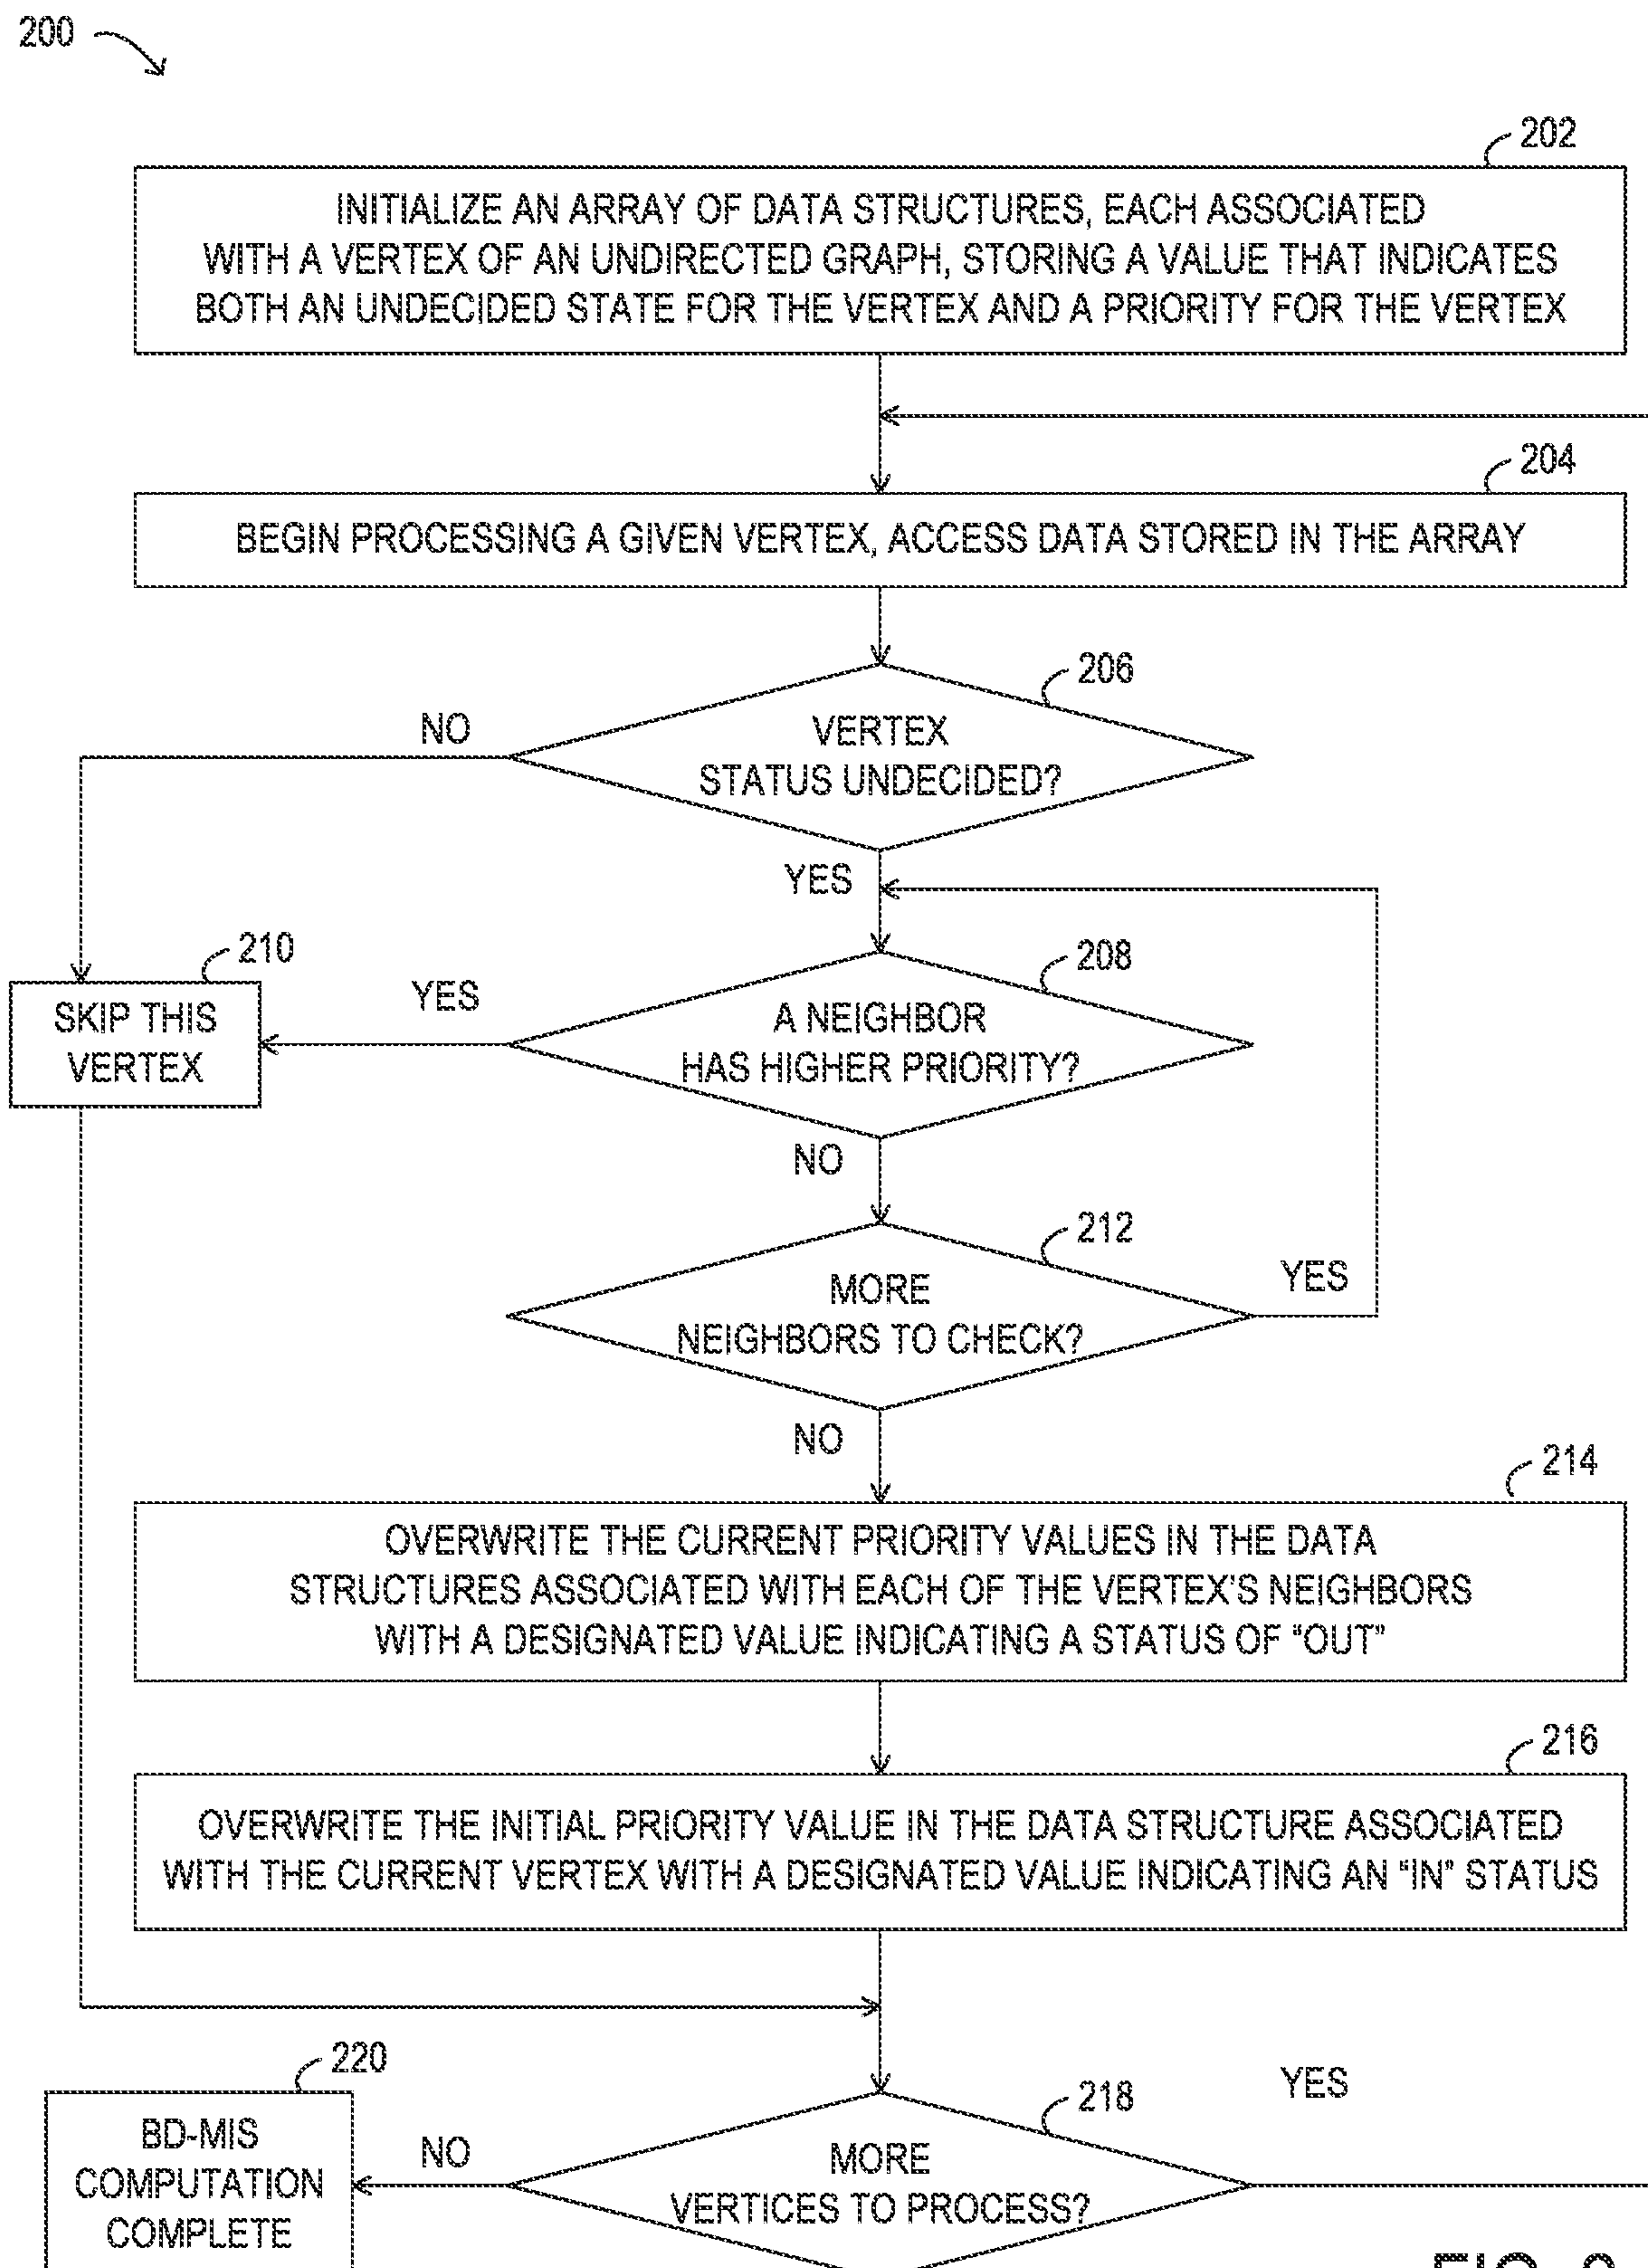 200
202
INITIALIZE AN ARRAY OF DATA STRUCTURES, EACH ASSOCIATED
WITH A VERTEX OF AN UNDIRECTED GRAPH, STORING A VALUE THAT INDICATES
BOTH AN UNDECIDED STATE FOR THE VERTEX AND A PRIORITY FOR THE VERTEX
204
BEGIN PROCESSING A GIVEN VERTEX, ACCESS DATA STORED IN THE ARRAY
206
NO
VERTEX
STATUS UNDECIDED?
YES
210
208
SKIP THIS
VERTEX
YES
A NEIGHBOR
HAS HIGHER PRIORITY?
NO
212
MORE
NEIGHBORS TO CHECK?
YES
NO
214
OVERWRITE THE CURRENT PRIORITY VALUES IN THE DATA
STRUCTURES ASSOCIATED WITH EACH OF THE VERTEX'S NEIGHBORS
WITH A DESIGNATED VALUE INDICATING A STATUS OF “OUT”
216
OVERWRITE THE INITIAL PRIORITY VALUE IN THE DATA STRUCTURE ASSOCIATED
WITH THE CURRENT VERTEX WITH A DESIGNATED VALUE INDICATING AN “IN” STATUS
220
218
YES
BD-MIS
COMPUTATION
COMPLETE
NO
MORE
VERTICES TO PROCESS?